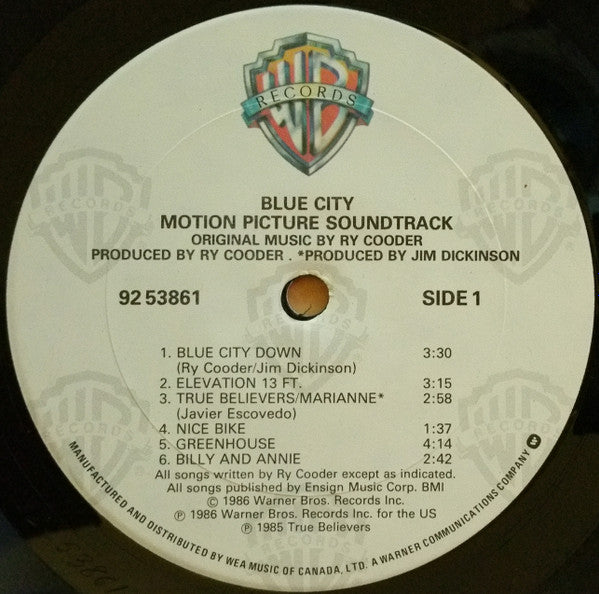 WB
RECORDS
BLUE CITY
MOTION PICTURE SOUNDTRACK
ORIGINAL MUSIC BY RY COODER
PRODUCED BY RY COODER . *PRODUCED BY JIM DICKINSON
92 53861 SIDE 1
1. BLUE CITY DOWN 3:30
(Ry Cooder/Jim Dickinson)
2. ELEVATION 13 FT. 3:15
3. TRUE BELIEVERS/MARIANNE* 2:58
(Javier Escovedo)
4. NICE BIKE 1:37
5. GREENHOUSE 4:14
6. BILLY AND ANNIE 2:42
All songs written by Ry Cooder except as indicated.
All songs published by Ensign Music Corp. BMI
© 1986 Warner Bros. Records Inc.
℗ 1986 Warner Bros. Records Inc. for the US
℗ 1985 True Believers
MANUFACTURED AND DISTRIBUTED BY WEA MUSIC OF CANADA, LTD. A WARNER COMMUNICATIONS COMPANY